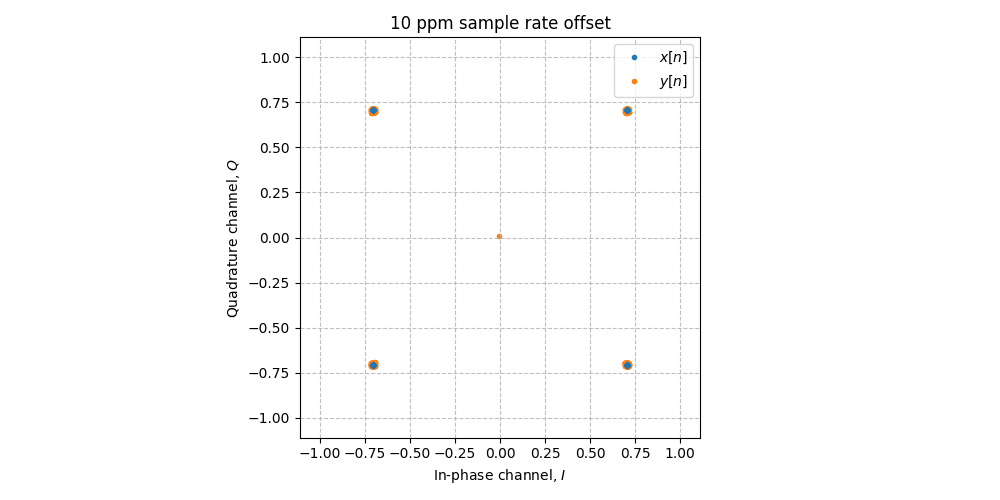 10 ppm sample rate offset
x[n]
y[n]
1.00
0.75
0.50
0.25
0.00
−0.25
−0.50
−0.75
−1.00
Quadrature channel, Q
−1.00 −0.75 −0.50 −0.25 0.00 0.25 0.50 0.75 1.00
In-phase channel, I